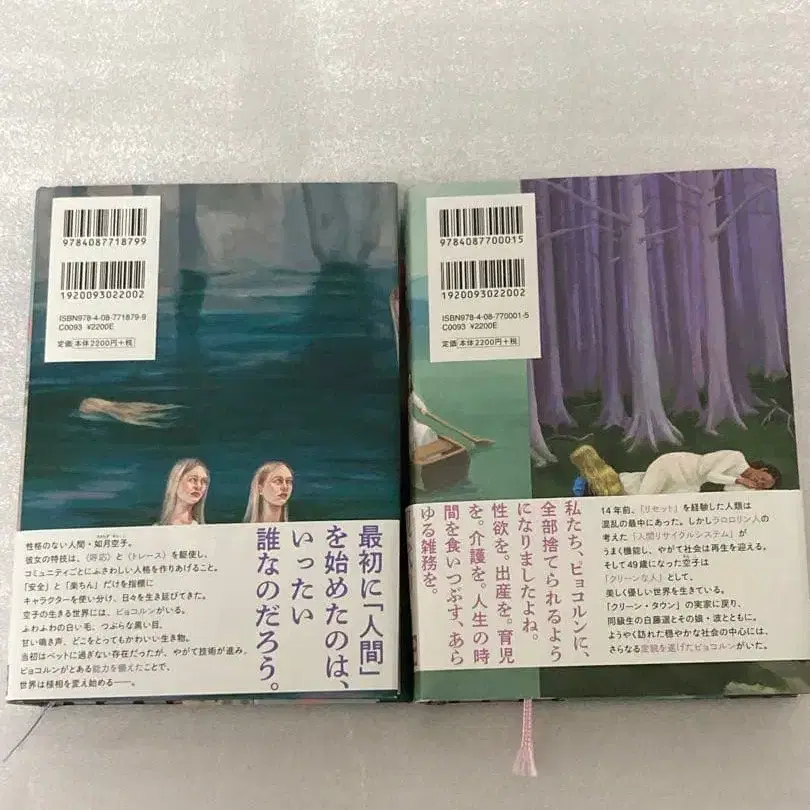 9784087718799
1920093022002
ISBN978-4-08-771879-9
C0093 ¥2200E
定価 本体2200円+税
最初に「人間」
を始めたのは、
いったい
誰なのだろう。
性格のない人間・如月空子。
彼女の特技は、〈呼応〉と〈トレース〉を駆使し、
コミュニティごとにふさわしい人格を作りあげること。
「安全」と「楽ちん」だけを指標に
キャラクターを使い分け、日々を生き延びてきた。
空子の生きる世界には、ピョコルンがいる。
ふわふわの白い毛、つぶらな黒い目、
甘い鳴き声、どこをとってもかわいい生き物。
当初はペットに過ぎない存在だったが、やがて技術が進み、
ピョコルンがとある能力を備えたことで、
世界は様相を変え始める――。
9784087700015
1920093022002
ISBN978-4-08-770001-5
C0093 ¥2200E
定価 本体2200円+税
私たち、ピョコルンに、
全部捨てられるよう
になりましたよね。
性欲を。出産を。育児
を。介護を。人生の時
間を食いつぶす、あら
ゆる雑務を。
14年前、「リセット」を経験した人類は
混乱の最中にあった。しかしラロロリン人の
考えた「人間リサイクルシステム」が
うまく機能し、やがて社会は再生を迎える。
そして49歳になった空子は
「クリーンな人」として、
美しく優しい世界を生きている。
「クリーン・タウン」の実家に戻り、
同級生の白藤遥とその娘・波とともに。
ようやく訪れた穏やかな社会の中心には、
さらなる変貌を遂げたピョコルンがいた。